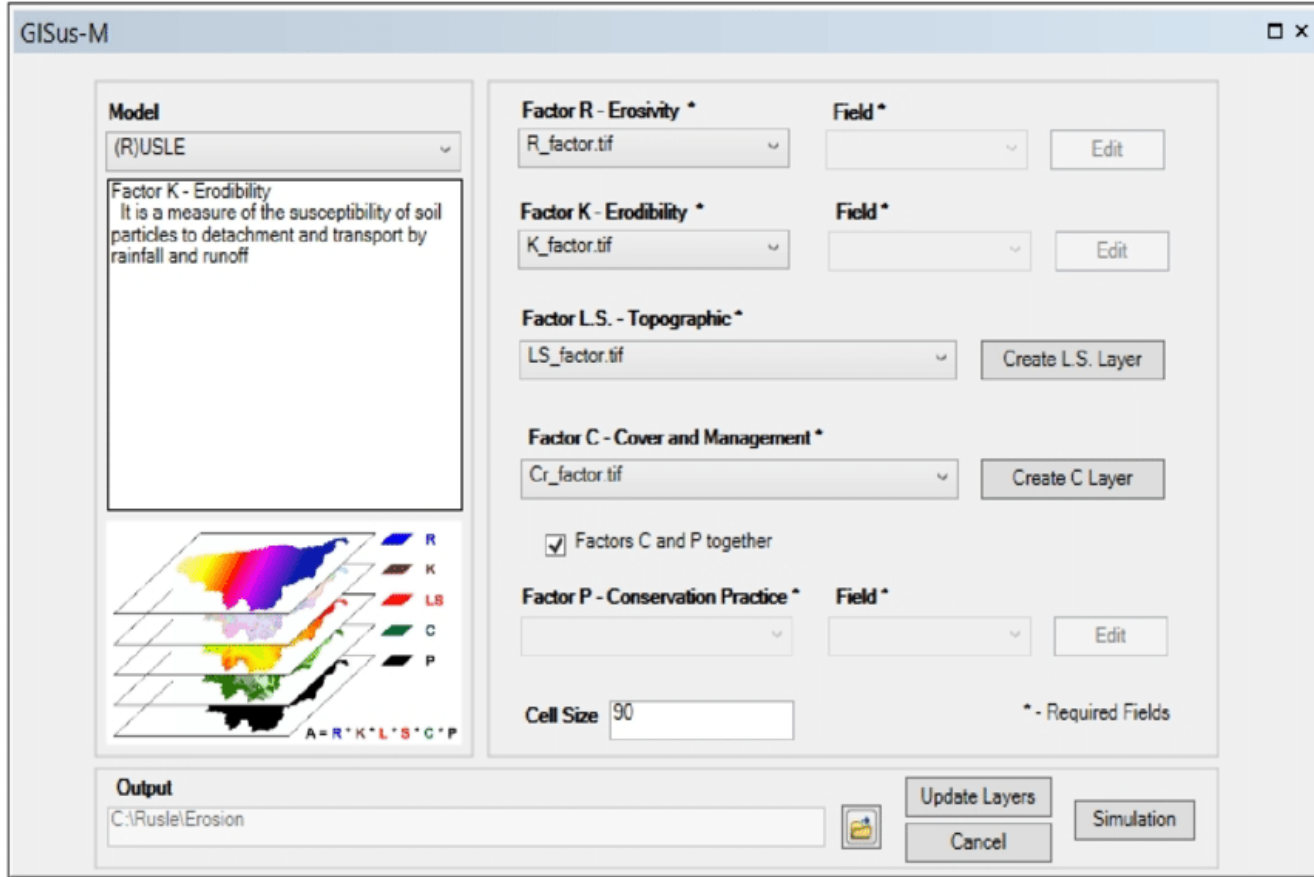 GISus-M
Model
(R)USLE
Factor K - Erodibility
It is a measure of the susceptibility of soil
particles to detachment and transport by
rainfall and runoff
R
K
LS
C
P
A = R * K * L * S * C * P
Factor R - Erosivity *
Field *
R_factor.tif
Edit
Factor K - Erodibility *
Field *
K_factor.tif
Edit
Factor L.S. - Topographic *
LS_factor.tif
Create L.S. Layer
Factor C - Cover and Management *
Cr_factor.tif
Create C Layer
Factors C and P together
Factor P - Conservation Practice *
Field *
Edit
Cell Size
90
* - Required Fields
Output
C:\Rusle\Erosion
Update Layers
Cancel
Simulation